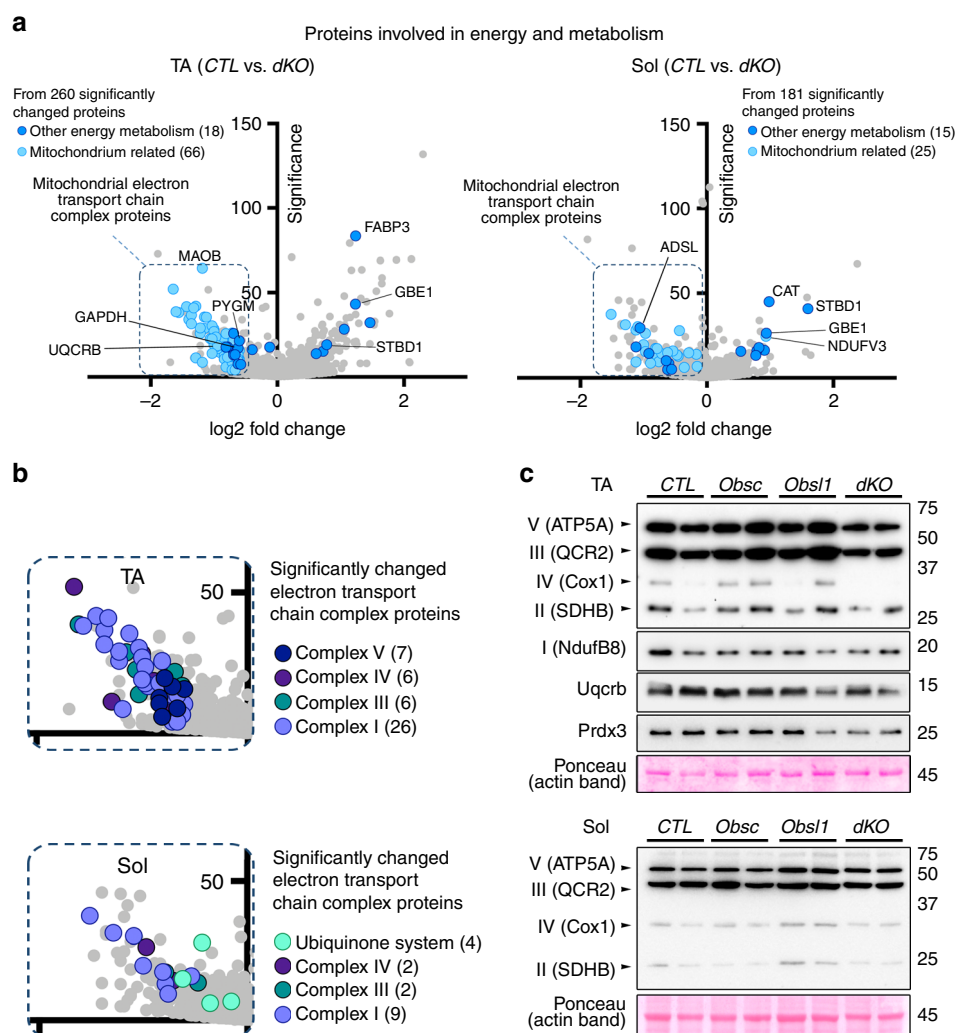 a
Proteins involved in energy and metabolism
TA (CTL vs. dKO)
From 260 significantly
changed proteins
Other energy metabolism (18)
Mitochondrium related (66)
Mitochondrial electron
transport chain
complex proteins
150
100
50
Significance
MAOB
PYGM
GAPDH
UQCRB
FABP3
GBE1
STBD1
−2
0
2
log2 fold change
Sol (CTL vs. dKO)
From 181 significantly
changed proteins
Other energy metabolism (15)
Mitochondrium related (25)
Mitochondrial electron
transport chain
complex proteins
150
100
50
Significance
ADSL
CAT
STBD1
GBE1
NDUFV3
−2
0
2
log2 fold change
b
TA
50
Significantly changed
electron transport
chain complex proteins
Complex V (7)
Complex IV (6)
Complex III (6)
Complex I (26)
Sol
50
Significantly changed
electron transport
chain complex proteins
Ubiquinone system (4)
Complex IV (2)
Complex III (2)
Complex I (9)
c
TA CTL Obsc Obsl1 dKO
V (ATP5A)
III (QCR2)
IV (Cox1)
II (SDHB)
75
50
37
25
I (NdufB8) 20
Uqcrb 15
Prdx3 25
Ponceau
(actin band) 45
Sol CTL Obsc Obsl1 dKO
V (ATP5A)
III (QCR2)
IV (Cox1)
II (SDHB)
75
50
37
25
Ponceau
(actin band) 45